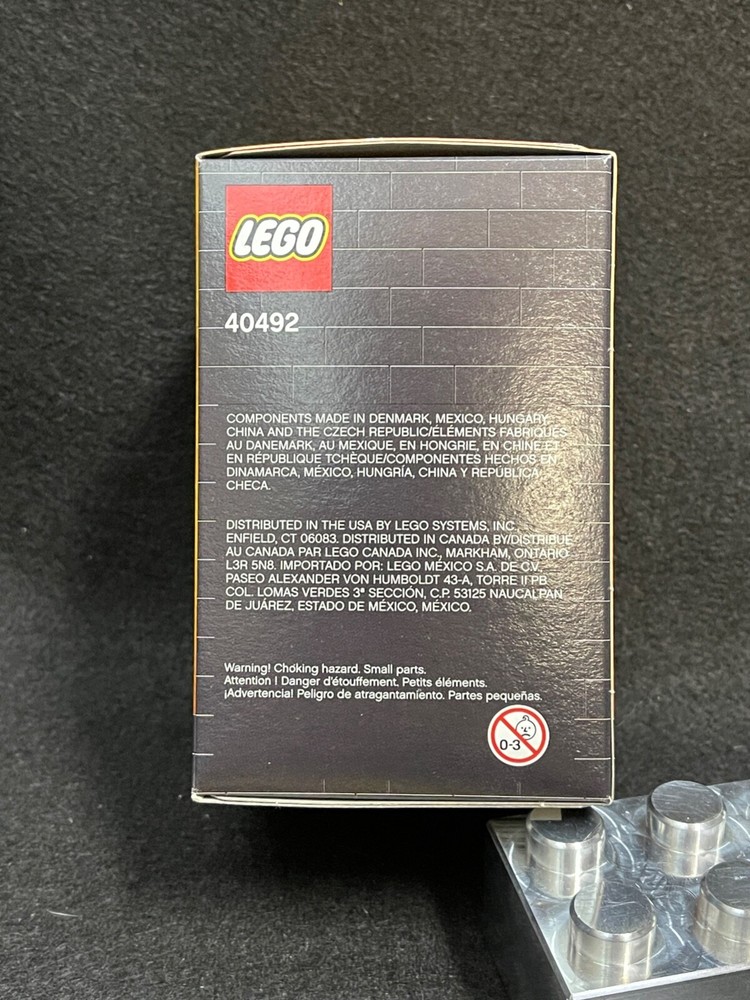 LEGO
40492
COMPONENTS MADE IN DENMARK, MEXICO, HUNGARY,
CHINA AND THE CZECH REPUBLIC/ÉLÉMENTS FABRIQUÉS
AU DANEMARK, AU MEXIQUE, EN HONGRIE, EN CHINE ET
EN RÉPUBLIQUE TCHÈQUE/COMPONENTES HECHOS EN
DINAMARCA, MÉXICO, HUNGRÍA, CHINA Y REPÚBLICA
CHECA.
DISTRIBUTED IN THE USA BY LEGO SYSTEMS, INC.,
ENFIELD, CT 06083. DISTRIBUTED IN CANADA BY/DISTRIBUÉ
AU CANADA PAR LEGO CANADA INC., MARKHAM, ONTARIO
L3R 5N8. IMPORTADO POR: LEGO MÉXICO S.A. DE C.V.
PASEO ALEXANDER VON HUMBOLDT 43-A, TORRE II PB
COL. LOMAS VERDES 3ª SECCIÓN, C.P. 53125 NAUCALPAN
DE JUÁREZ, ESTADO DE MÉXICO, MÉXICO.
Warning! Choking hazard. Small parts.
Attention ! Danger d'étouffement. Petits éléments.
¡Advertencia! Peligro de atragantamiento. Partes pequeñas.
0-3